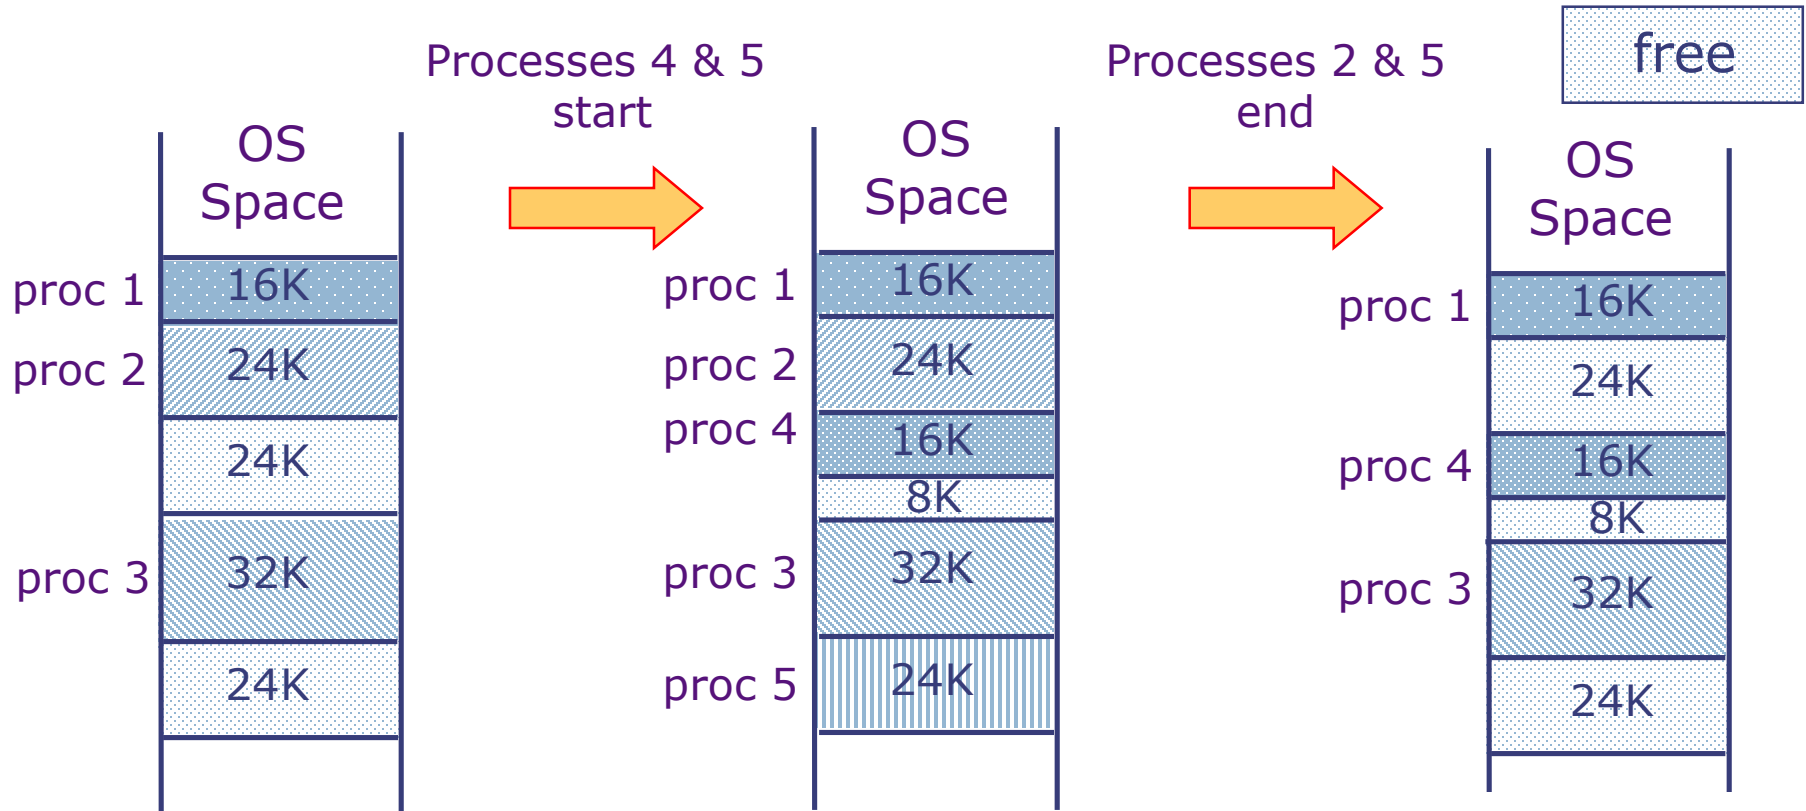 free
Processes 4 & 5
start
Processes 2 & 5
end
OS
Space
proc 1
16K
proc 2
24K
24K
proc 3
32K
24K
OS
Space
proc 1
16K
proc 2
24K
proc 4
16K
8K
proc 3
32K
proc 5
24K
OS
Space
proc 1
16K
24K
proc 4
16K
8K
proc 3
32K
24K